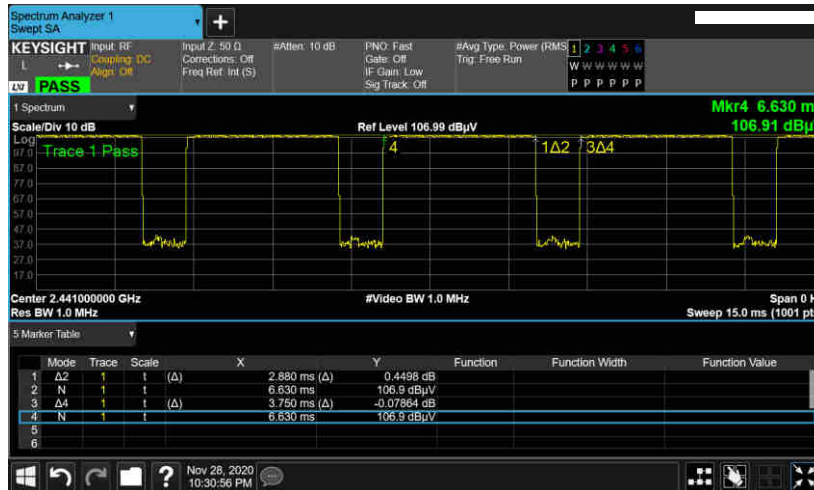 Spectrum Analyzer 1
Swept SA
KEYSIGHT Input: RF Input Z: 50 Ω #Atten: 10 dB PNO: Fast #Avg Type: Power (RMS 1 2 3 4 5 6
L Coupling: DC Corrections: Off Gate: Off Trig: Free Run W W W W W W
Align: Off Freq Ref: Int (S) IF Gain: Low P P P P P P
LXI PASS Sig Track: Off
1 Spectrum Mkr4 6.630 m
Scale/Div 10 dB Ref Level 106.99 dBµV 106.91 dBµ
Log
97.0 Trace 1 Pass 4 1Δ2 3Δ4
87.0
77.0
67.0
57.0
47.0
37.0
27.0
17.0
Center 2.441000000 GHz #Video BW 1.0 MHz Span 0 H
Res BW 1.0 MHz Sweep 15.0 ms (1001 pt
5 Marker Table
Mode Trace Scale X Y Function Function Width Function Value
1 Δ2 1 t (Δ) 2.880 ms (Δ) 0.4498 dB
2 N 1 t 6.630 ms 106.9 dBµV
3 Δ4 1 t (Δ) 3.750 ms (Δ) -0.07864 dB
4 N 1 t 6.630 ms 106.9 dBµV
5
6
? Nov 28, 2020
10:30:56 PM